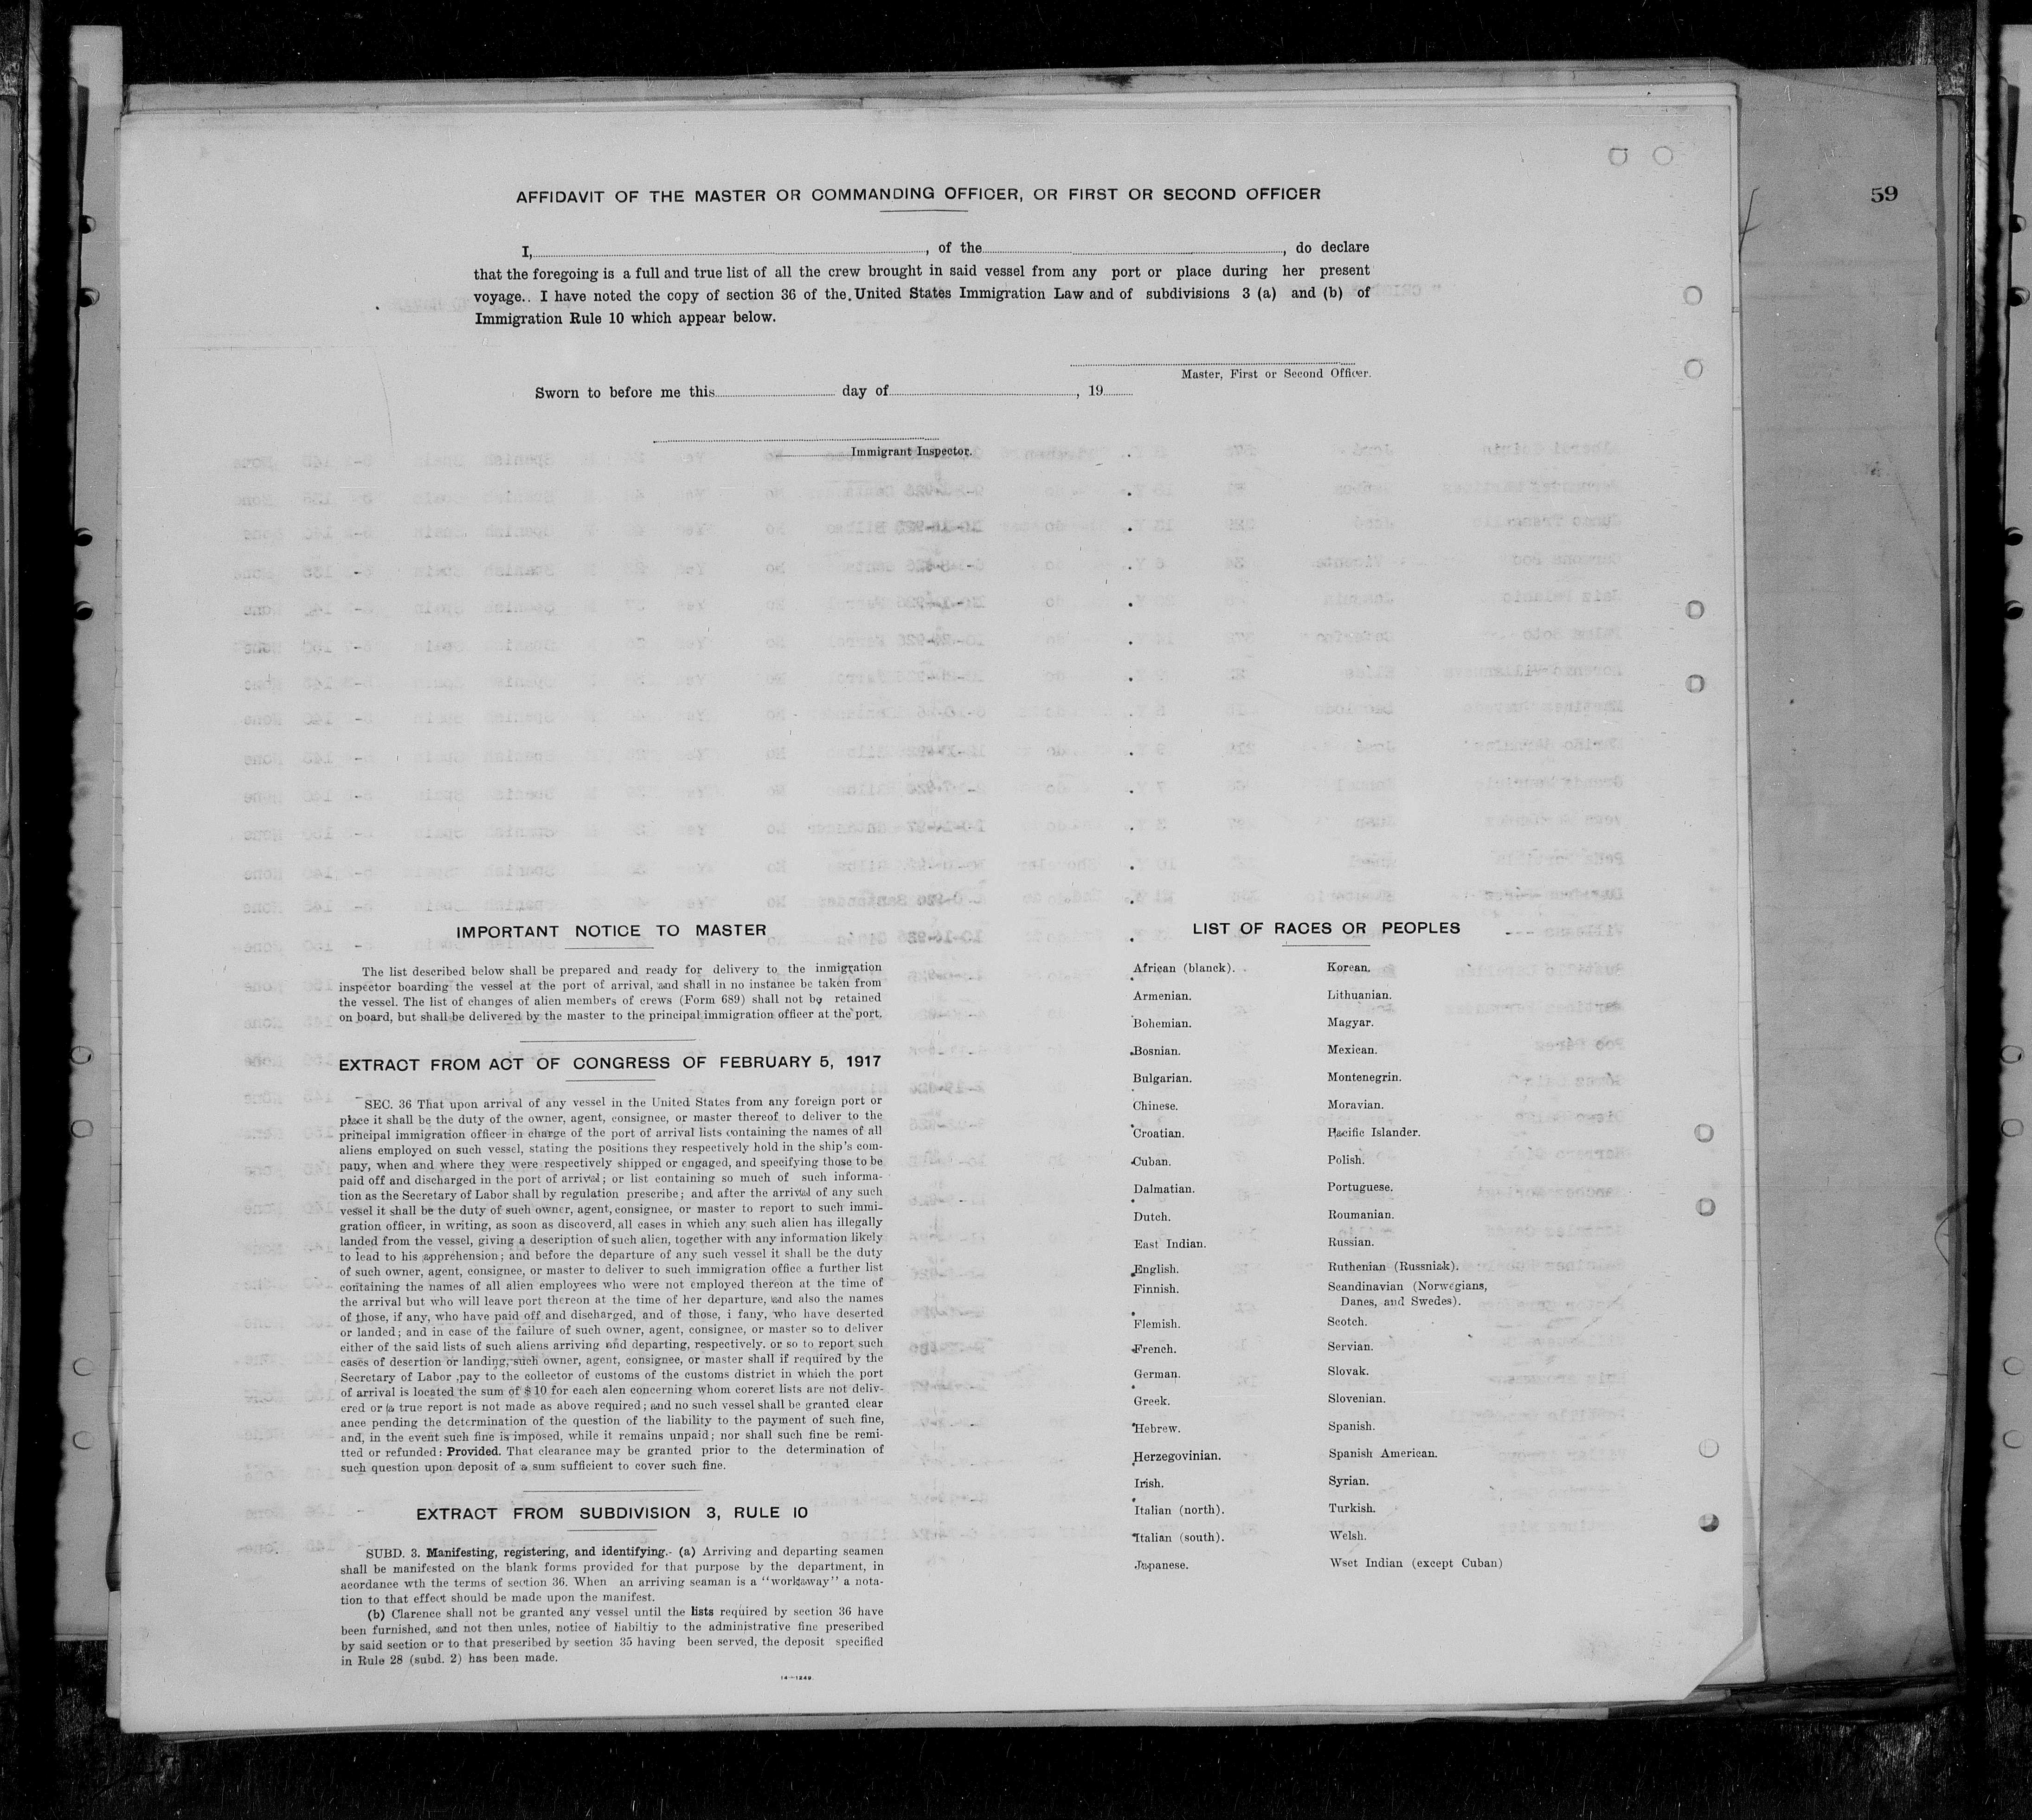 59
AFFIDAVIT OF THE MASTER OR COMMANDING OFFICER, OR FIRST OR SECOND OFFICER
I, , of the , do declare
that the foregoing is a full and true list of all the crew brought in said vessel from any port or place during her present
voyage.. I have noted the copy of section 36 of the United States Immigration Law and of subdivisions 3 (a) and (b) of
Immigration Rule 10 which appear below.
Master, First or Second Officer.
Sworn to before me this day of , 19
Immigrant Inspector.
IMPORTANT NOTICE TO MASTER
The list described below shall be prepared and ready for delivery to the inmigration
inspector boarding the vessel at the port of arrival, and shall in no instance be taken from
the vessel. The list of changes of alien members of crews (Form 689) shall not be retained
on board, but shall be delivered by the master to the principal immigration officer at the port.
EXTRACT FROM ACT OF CONGRESS OF FEBRUARY 5, 1917
SEC. 36 That upon arrival of any vessel in the United States from any foreign port or
place it shall be the duty of the owner, agent, consignee, or master thereof to deliver to the
principal immigration officer in charge of the port of arrival lists containing the names of all
aliens employed on such vessel, stating the positions they respectively hold in the ship's com-
pany, when and where they were respectively shipped or engaged, and specifying those to be
paid off and discharged in the port of arrival; or list containing so much of such informa-
tion as the Secretary of Labor shall by regulation prescribe; and after the arrival of any such
vessel it shall be the duty of such owner, agent, consignee, or master to report to such immi-
gration officer, in writing, as soon as discoverd, all cases in which any such alien has illegally
landed from the vessel, giving a description of such alien, together with any information likely
to lead to his apprehension; and before the departure of any such vessel it shall be the duty
of such owner, agent, consignee, or master to deliver to such immigration office a further list
containing the names of all alien employees who were not employed thereon at the time of
the arrival but who will leave port thereon at the time of her departure, and also the names
of those, if any, who have paid off and discharged, and of those, i fany, who have deserted
or landed; and in case of the failure of such owner, agent, consignee, or master so to deliver
either of the said lists of such aliens arriving and departing, respectively. or so to report such
cases of desertion or landing, such owner, agent, consignee, or master shall if required by the
Secretary of Labor ,pay to the collector of customs of the customs district in which the port
of arrival is located the sum of $ 10 for each alen concerning whom coreret lists are not deliv-
cred or a true report is not made as above required; and no such vessel shall be granted clear
ance pending the determination of the question of the liability to the payment of such fine,
and, in the event such fine is imposed, while it remains unpaid; nor shall such fine be remi-
tted or refunded: Provided. That clearance may be granted prior to the determination of
such question upon deposit of a sum sufficient to cover such fine.
EXTRACT FROM SUBDIVISION 3, RULE 10
SUBD. 3. Manifesting, registering, and identifying.- (a) Arriving and departing seamen
shall be manifested on the blank forms provided for that purpose by the department, in
acordance wth the terms of section 36. When an arriving seaman is a "workaway" a nota-
tion to that effect should be made upon the manifest.
(b) Clarence shall not be granted any vessel until the lists required by section 36 have
been furnished, and not then unles, notice of liabiltiy to the administrative fine prescribed
by said section or to that prescribed by section 35 having been served, the deposit specified
in Rule 28 (subd. 2) has been made.
14—1249
LIST OF RACES OR PEOPLES
African (blanck).
Armenian.
Bohemian.
Bosnian.
Bulgarian.
Chinese.
Croatian.
Cuban.
Dalmatian.
Dutch.
East Indian.
English.
Finnish.
Flemish.
French.
German.
Greek.
Hebrew.
Herzegovinian.
Irish.
Italian (north).
Italian (south).
Japanese.
Korean.
Lithuanian.
Magyar.
Mexican.
Montenegrin.
Moravian.
Pacific Islander.
Polish.
Portuguese.
Roumanian.
Russian.
Ruthenian (Russniak).
Scandinavian (Norwegians,
Danes, and Swedes).
Scotch.
Servian.
Slovak.
Slovenian.
Spanish.
Spanish American.
Syrian.
Turkish.
Welsh.
Wset Indian (except Cuban)